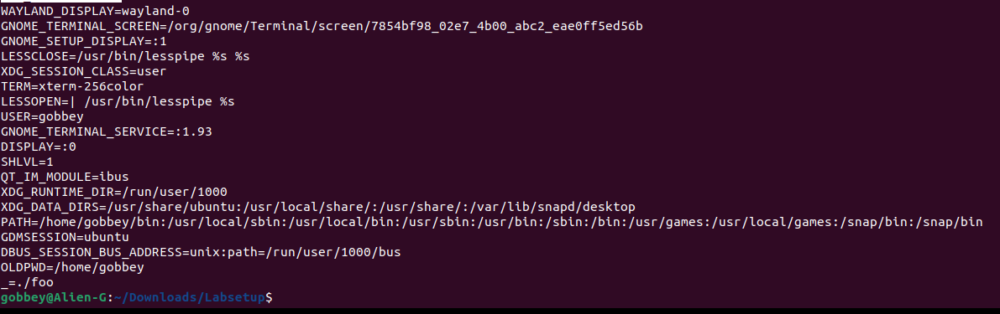 WAYLAND_DISPLAY=wayland-0
GNOME_TERMINAL_SCREEN=/org/gnome/Terminal/screen/7854bf98_02e7_4b00_abc2_eae0ff5ed56b
GNOME_SETUP_DISPLAY=:1
LESSCLOSE=/usr/bin/lesspipe %s %s
XDG_SESSION_CLASS=user
TERM=xterm-256color
LESSOPEN=| /usr/bin/lesspipe %s
USER=gobbey
GNOME_TERMINAL_SERVICE=:1.93
DISPLAY=:0
SHLVL=1
QT_IM_MODULE=ibus
XDG_RUNTIME_DIR=/run/user/1000
XDG_DATA_DIRS=/usr/share/ubuntu:/usr/local/share/:/usr/share/:/var/lib/snapd/desktop
PATH=/home/gobbey/bin:/usr/local/sbin:/usr/local/bin:/usr/sbin:/usr/bin:/sbin:/bin:/usr/games:/usr/local/games:/snap/bin:/snap/bin
GDMSESSION=ubuntu
DBUS_SESSION_BUS_ADDRESS=unix:path=/run/user/1000/bus
OLDPWD=/home/gobbey
_=./foo
gobbey@Alien-G:~/Downloads/Labsetup$